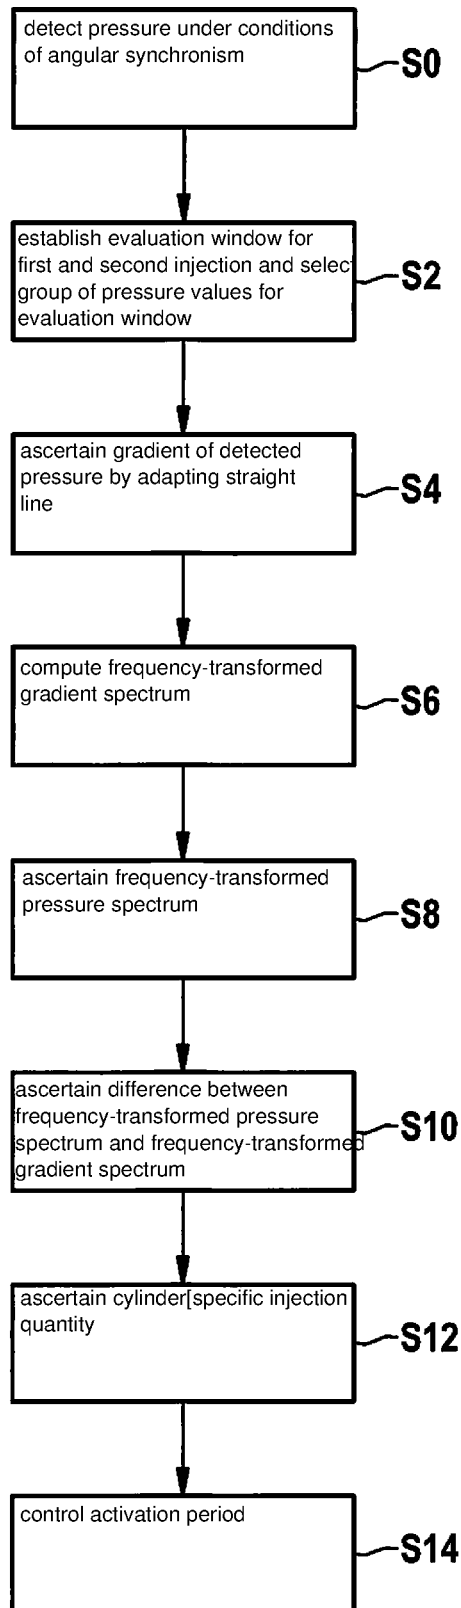 detect pressure under conditions
of angular synchronism
S0
establish evaluation window for
first and second injection and select
group of pressure values for
evaluation window
S2
ascertain gradient of detected
pressure by adapting straight
line
S4
compute frequency-transformed
gradient spectrum
S6
ascertain frequency-transformed
pressure spectrum
S8
ascertain difference between
frequency-transformed pressure
spectrum and frequency-transformed
gradient spectrum
S10
ascertain cylinder[specific injection
quantity
S12
control activation period
S14